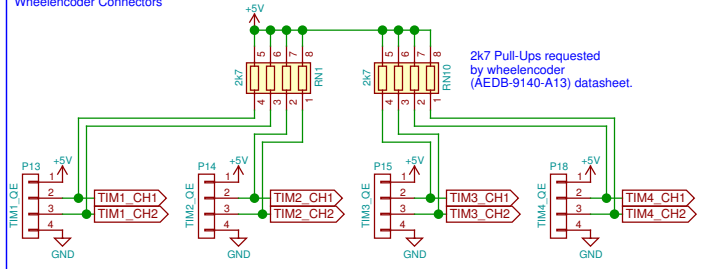 Wheelencoder Connectors
+5V
5 6 7 8
2k7
RN1
4 3 2 1
5 6 7 8
2k7
RN10
4 3 2 1
2k7 Pull-Ups requested
by wheelencoder
(AEDB-9140-A13) datasheet.
P13
+5V
TIM1_QE
1
2
3
4
TIM1_CH1
TIM1_CH2
GND
P14
+5V
TIM2_QE
1
2
3
4
TIM2_CH1
TIM2_CH2
GND
P15
+5V
TIM3_QE
1
2
3
4
TIM3_CH1
TIM3_CH2
GND
P18
+5V
TIM4_QE
1
2
3
4
TIM4_CH1
TIM4_CH2
GND